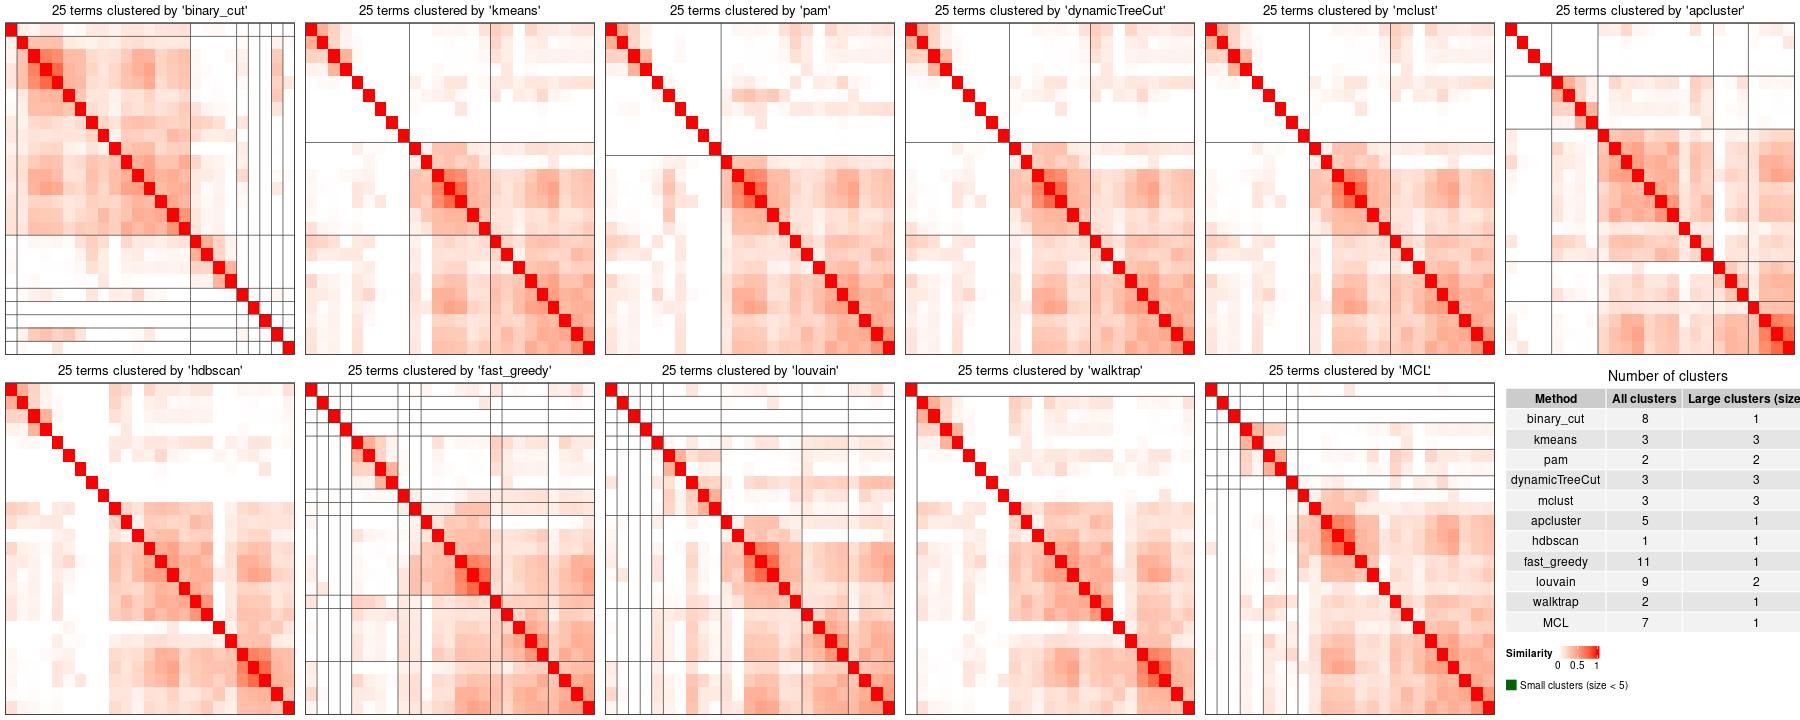 25 terms clustered by 'binary_cut'
25 terms clustered by 'kmeans'
25 terms clustered by 'pam'
25 terms clustered by 'dynamicTreeCut'
25 terms clustered by 'mclust'
25 terms clustered by 'apcluster'
25 terms clustered by 'hdbscan'
25 terms clustered by 'fast_greedy'
25 terms clustered by 'louvain'
25 terms clustered by 'walktrap'
25 terms clustered by 'MCL'
Number of clusters
Method All clusters Large clusters (size
binary_cut 8 1
kmeans 3 3
pam 2 2
dynamicTreeCut 3 3
mclust 3 3
apcluster 5 1
hdbscan 1 1
fast_greedy 11 1
louvain 9 2
walktrap 2 1
MCL 7 1
Similarity
0 0.5 1
Small clusters (size < 5)